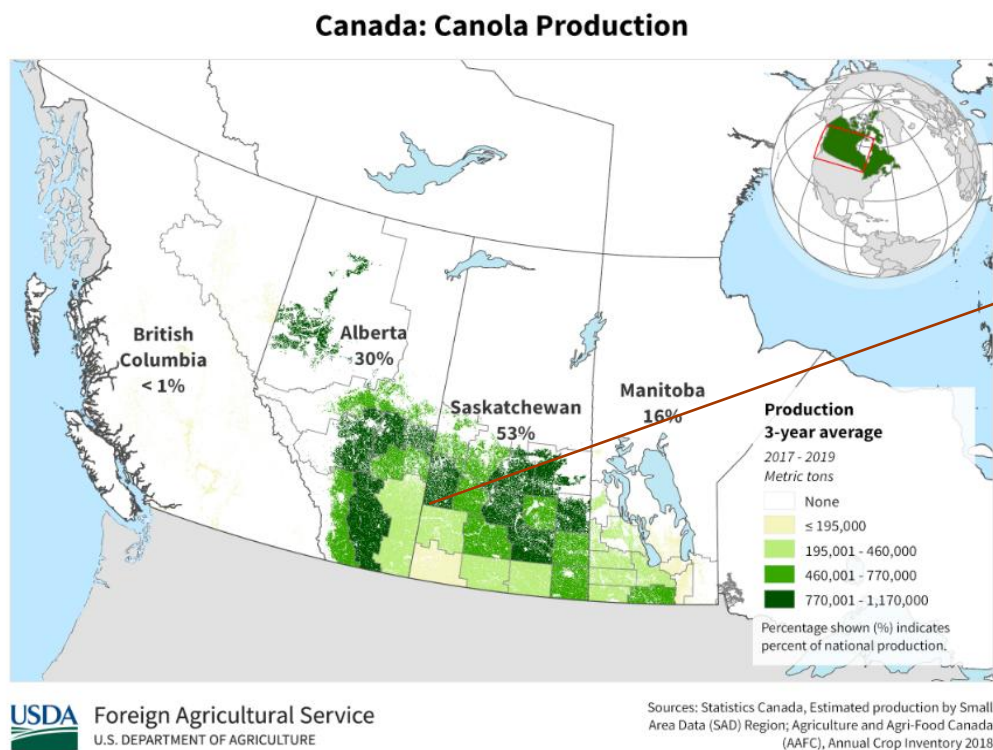 Canada: Canola Production
British
Columbia
< 1%
Alberta
30%
Saskatchewan
53%
Manitoba
16%
Production
3-year average
2017 - 2019
Metric tons
None
≤ 195,000
195,001 - 460,000
460,001 - 770,000
770,001 - 1,170,000
Percentage shown (%) indicates
percent of national production.
USDA
Foreign Agricultural Service
U.S. DEPARTMENT OF AGRICULTURE
Sources: Statistics Canada, Estimated production by Small
Area Data (SAD) Region; Agriculture and Agri-Food Canada
(AAFC), Annual Crop Inventory 2018